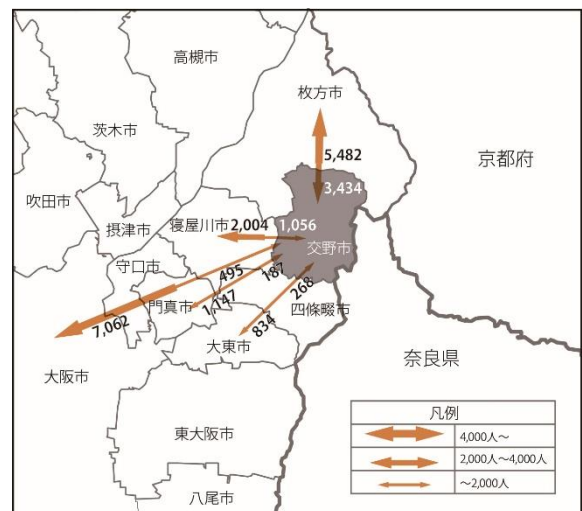 高槻市
枚方市
茨木市
5,482
京都府
吹田市
3,434
摂津市
寝屋川市
2,004
1,056
交野市
守口市
495
187
268
門真市
1,147
四條畷市
7,062
834
大東市
大阪市
奈良県
東大阪市
凡例
4,000人～
2,000人～4,000人
～2,000人
八尾市